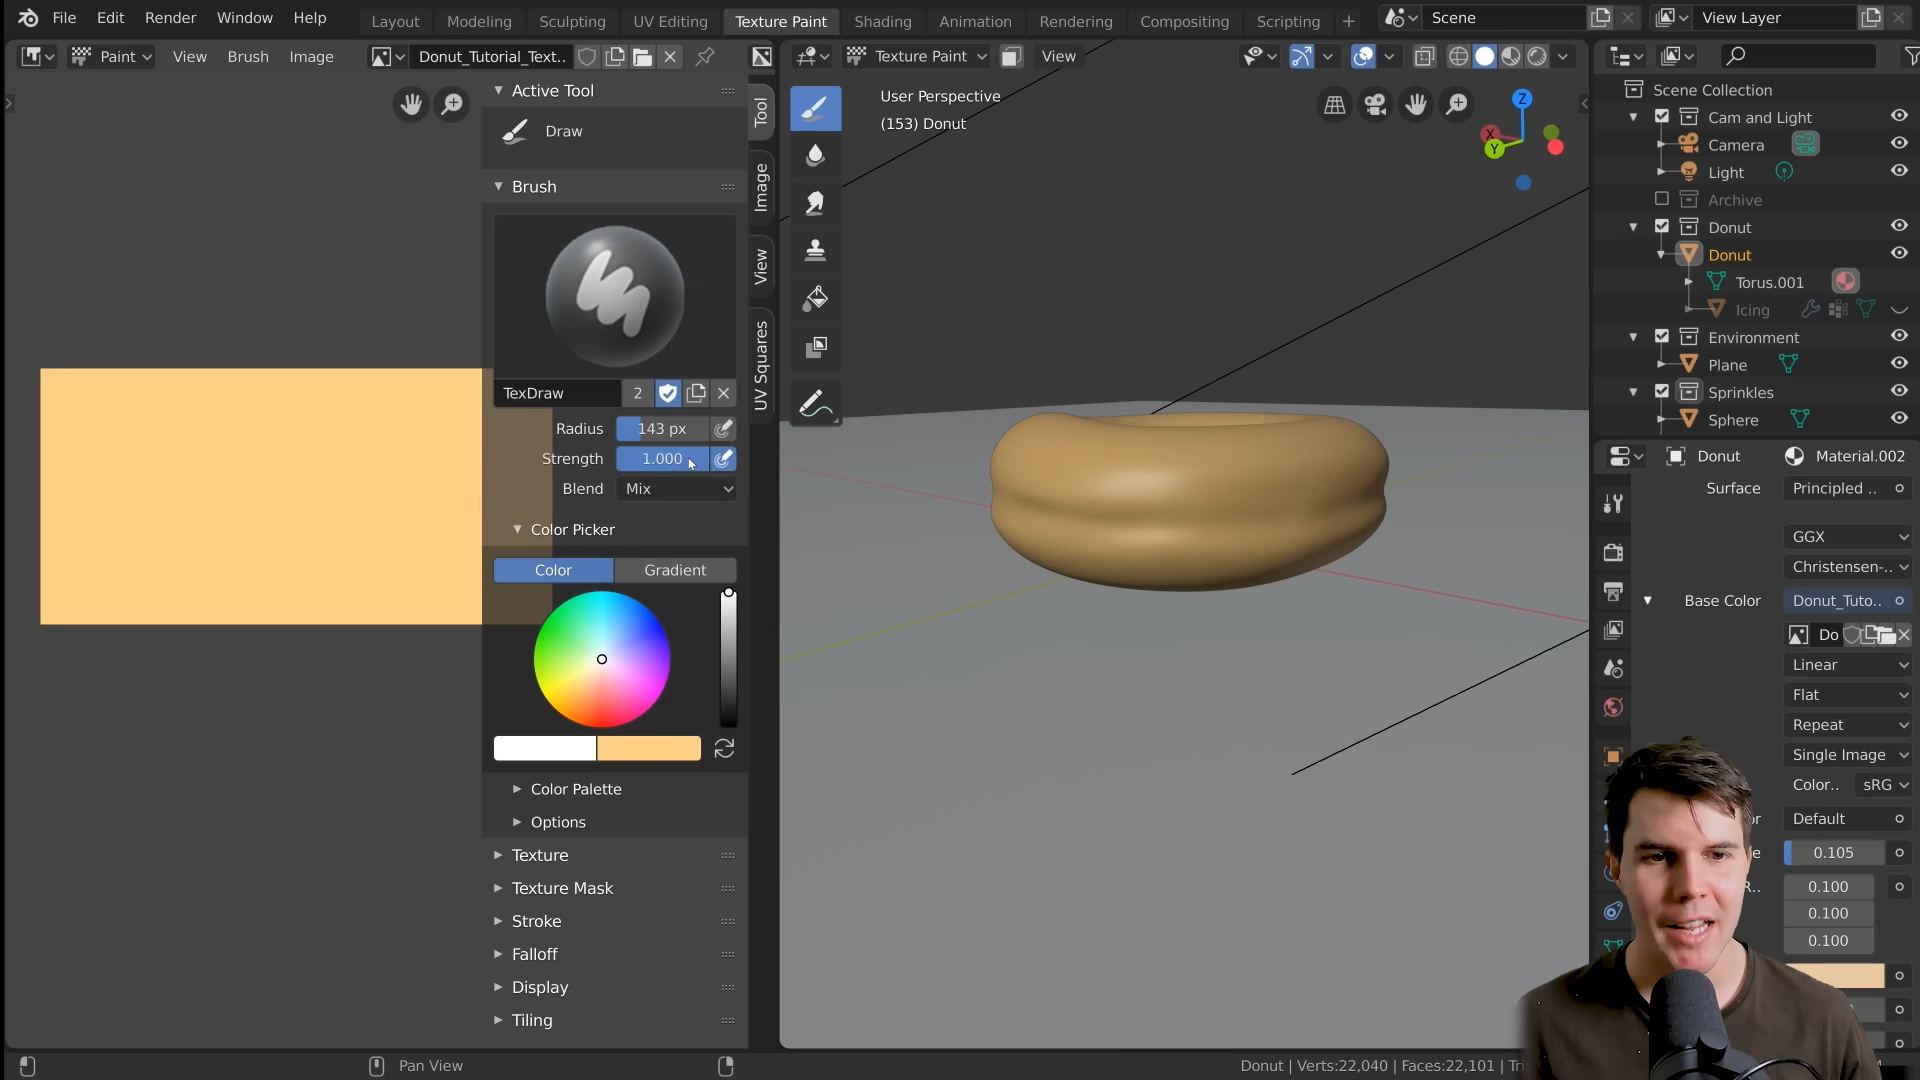 File Edit Render Window Help
Layout Modeling Sculpting UV Editing Texture Paint Shading Animation Rendering Compositing Scripting +
Scene
View Layer
Paint View Brush Image
Donut_Tutorial_Text..
Texture Paint View
Active Tool
Draw
Brush
TexDraw 2
Radius 143 px
Strength 1.000
Blend Mix
Color Picker
Color Gradient
Color Palette
Options
Texture
Texture Mask
Stroke
Falloff
Display
Tiling
Tool
Image
View
UV Squares
User Perspective
(153) Donut
Z
X
Y
Scene Collection
Cam and Light
Camera
Light
Archive
Donut
Donut
Torus.001
Icing
Environment
Plane
Sprinkles
Sphere
Donut Material.002
Surface Principled ..
GGX
Christensen-..
Base Color Donut_Tuto..
Do
Linear
Flat
Repeat
Single Image
Color.. sRG
Default
0.105
R.. 0.100
0.100
0.100
Pan View
Donut | Verts:22,040 | Faces:22,101 | Tri